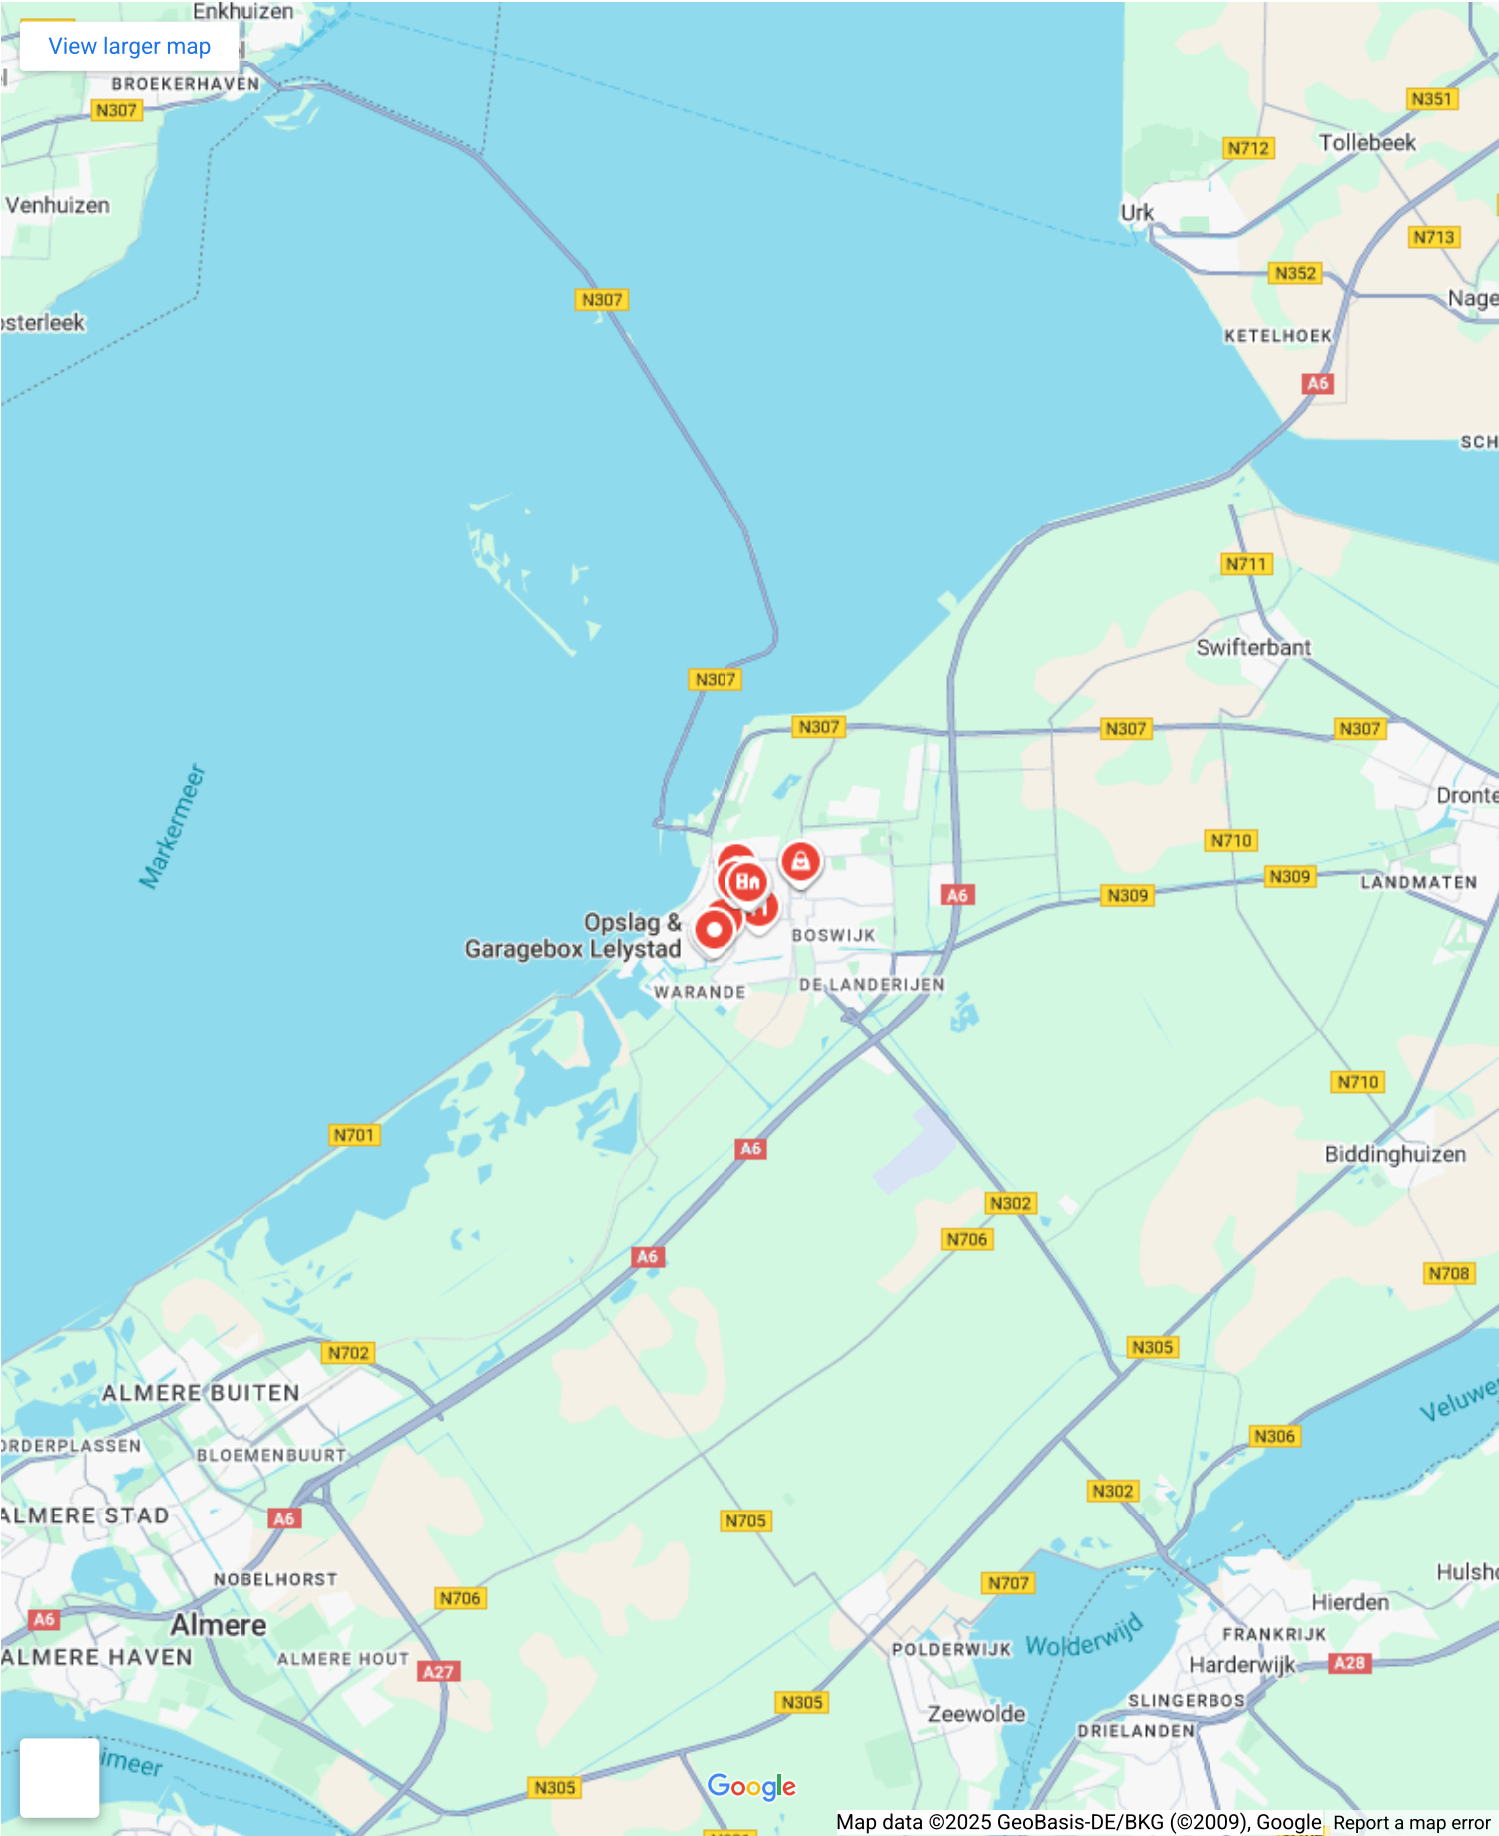 Enkhuizen
View larger map
BROEKERHAVEN
N307
N351
N712
Tollebeek
Venhuizen
Urk
N713
N352
N307
Nage
osterleek
KETELHOEK
A6
SCH
N711
Swifterbant
N307
N307
N307
N307
Markermeer
Dronte
N710
N309
LANDMATEN
A6
N309
Opslag &
Garagebox Lelystad
BOSWIJK
DE LANDERIJEN
WARANDE
N710
N701
A6
Biddinghuizen
N302
N706
A6
N708
N305
N702
ALMERE BUITEN
Veluwe
N306
ORDERPLASSEN
BLOEMENBUURT
N302
ALMERE STAD
A6
N705
NOBELHORST
N707
Hulsho
N706
Hierden
A6
Almere
FRANKRIJK
Wolderwijd
POLDERWIJK
ALMERE HAVEN
ALMERE HOUT
Harderwijk
A28
A27
SLINGERBOS
N305
Zeewolde
DRIELANDEN
imeer
N305
Google
Map data ©2025 GeoBasis-DE/BKG (©2009), Google
Report a map error